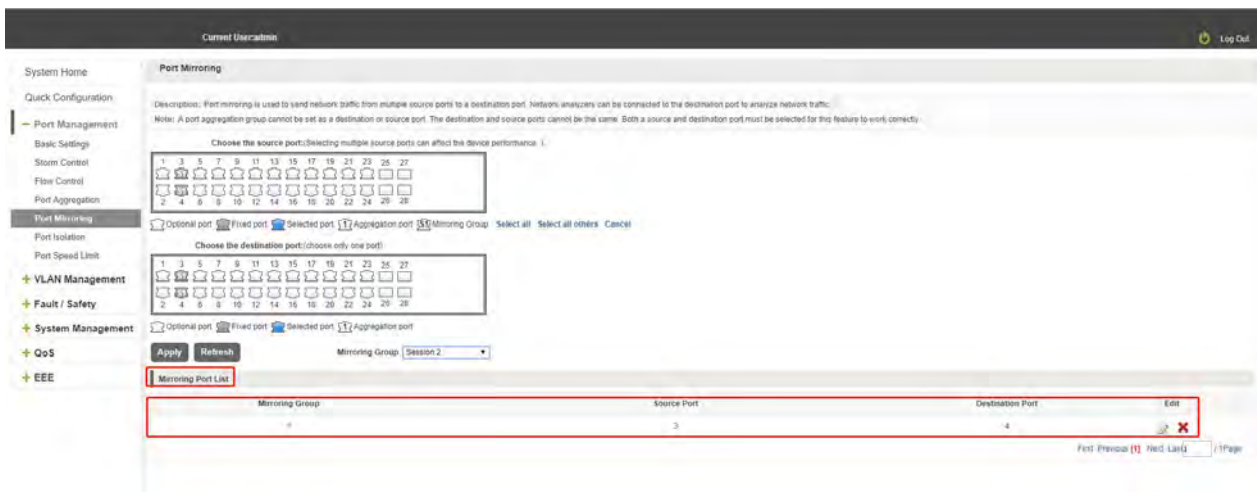 Current User:admin
Log Out
System Home
Quick Configuration
Port Management
Basic Settings
Storm Control
Flow Control
Port Aggregation
Port Mirroring
Port Isolation
Port Speed Limit
VLAN Management
Fault / Safety
System Management
QoS
EEE
Port Mirroring
Description: Port mirroring is used to send network traffic from multiple source ports to a destination port. Network analyzers can be connected to the destination port to analyze network traffic.
Note: A port aggregation group cannot be set as a destination or source port. The destination and source ports cannot be the same. Both a source and destination port must be selected for this feature to work correctly
Choose the source port:(Selecting multiple source ports can affect the device performance. ).
1 3 5 7 9 11 13 15 17 19 21 23 25 27
2 4 6 8 10 12 14 16 18 20 22 24 26 28
Optional port Fixed port Selected port 1 Aggregation port S1 Mirroring Group Select all Select all others Cancel
Choose the destination port:(choose only one port)
1 3 5 7 9 11 13 15 17 19 21 23 25 27
2 4 6 8 10 12 14 16 18 20 22 24 26 28
Optional port Fixed port Selected port 1 Aggregation port
Apply Refresh Mirroring Group Session 2
Mirroring Port List
Mirroring Group Source Port Destination Port Edit
3 4
First Previous [1] Next Last / 1Page